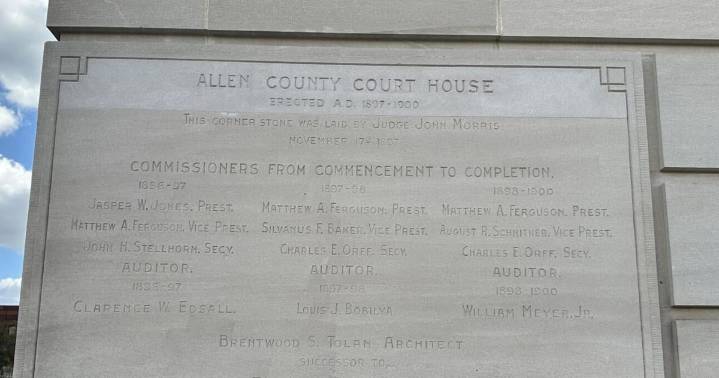 ALLEN COUNTY COURT HOUSE
ERECTED A.D. 1897-1900
THIS CORNER STONE WAS LAID BY JUDGE JOHN MORRIS
NOVEMBER 17TH 1897
COMMISSIONERS FROM COMMENCEMENT TO COMPLETION.
1896-97 1897-98 1898-1900
JASPER W. JONES, PREST. MATTHEW A. FERGUSON, PREST. MATTHEW A. FERGUSON, PREST.
MATTHEW A. FERGUSON, VICE PREST. SILVANUS F. BAKER, VICE PREST. AUGUST R. SCHNITKER, VICE PREST.
JOHN H. STELLHORN, SECY. CHARLES E. ORFF, SECY. CHARLES E. ORFF, SECY.
AUDITOR. AUDITOR. AUDITOR.
1896-97 1897-98 1898-1900
CLARENCE W. EDSALL. LOUIS J. BOBILYA WILLIAM MEYER, JR.
BRENTWOOD S. TOLAN, ARCHITECT
SUCCESSOR TO